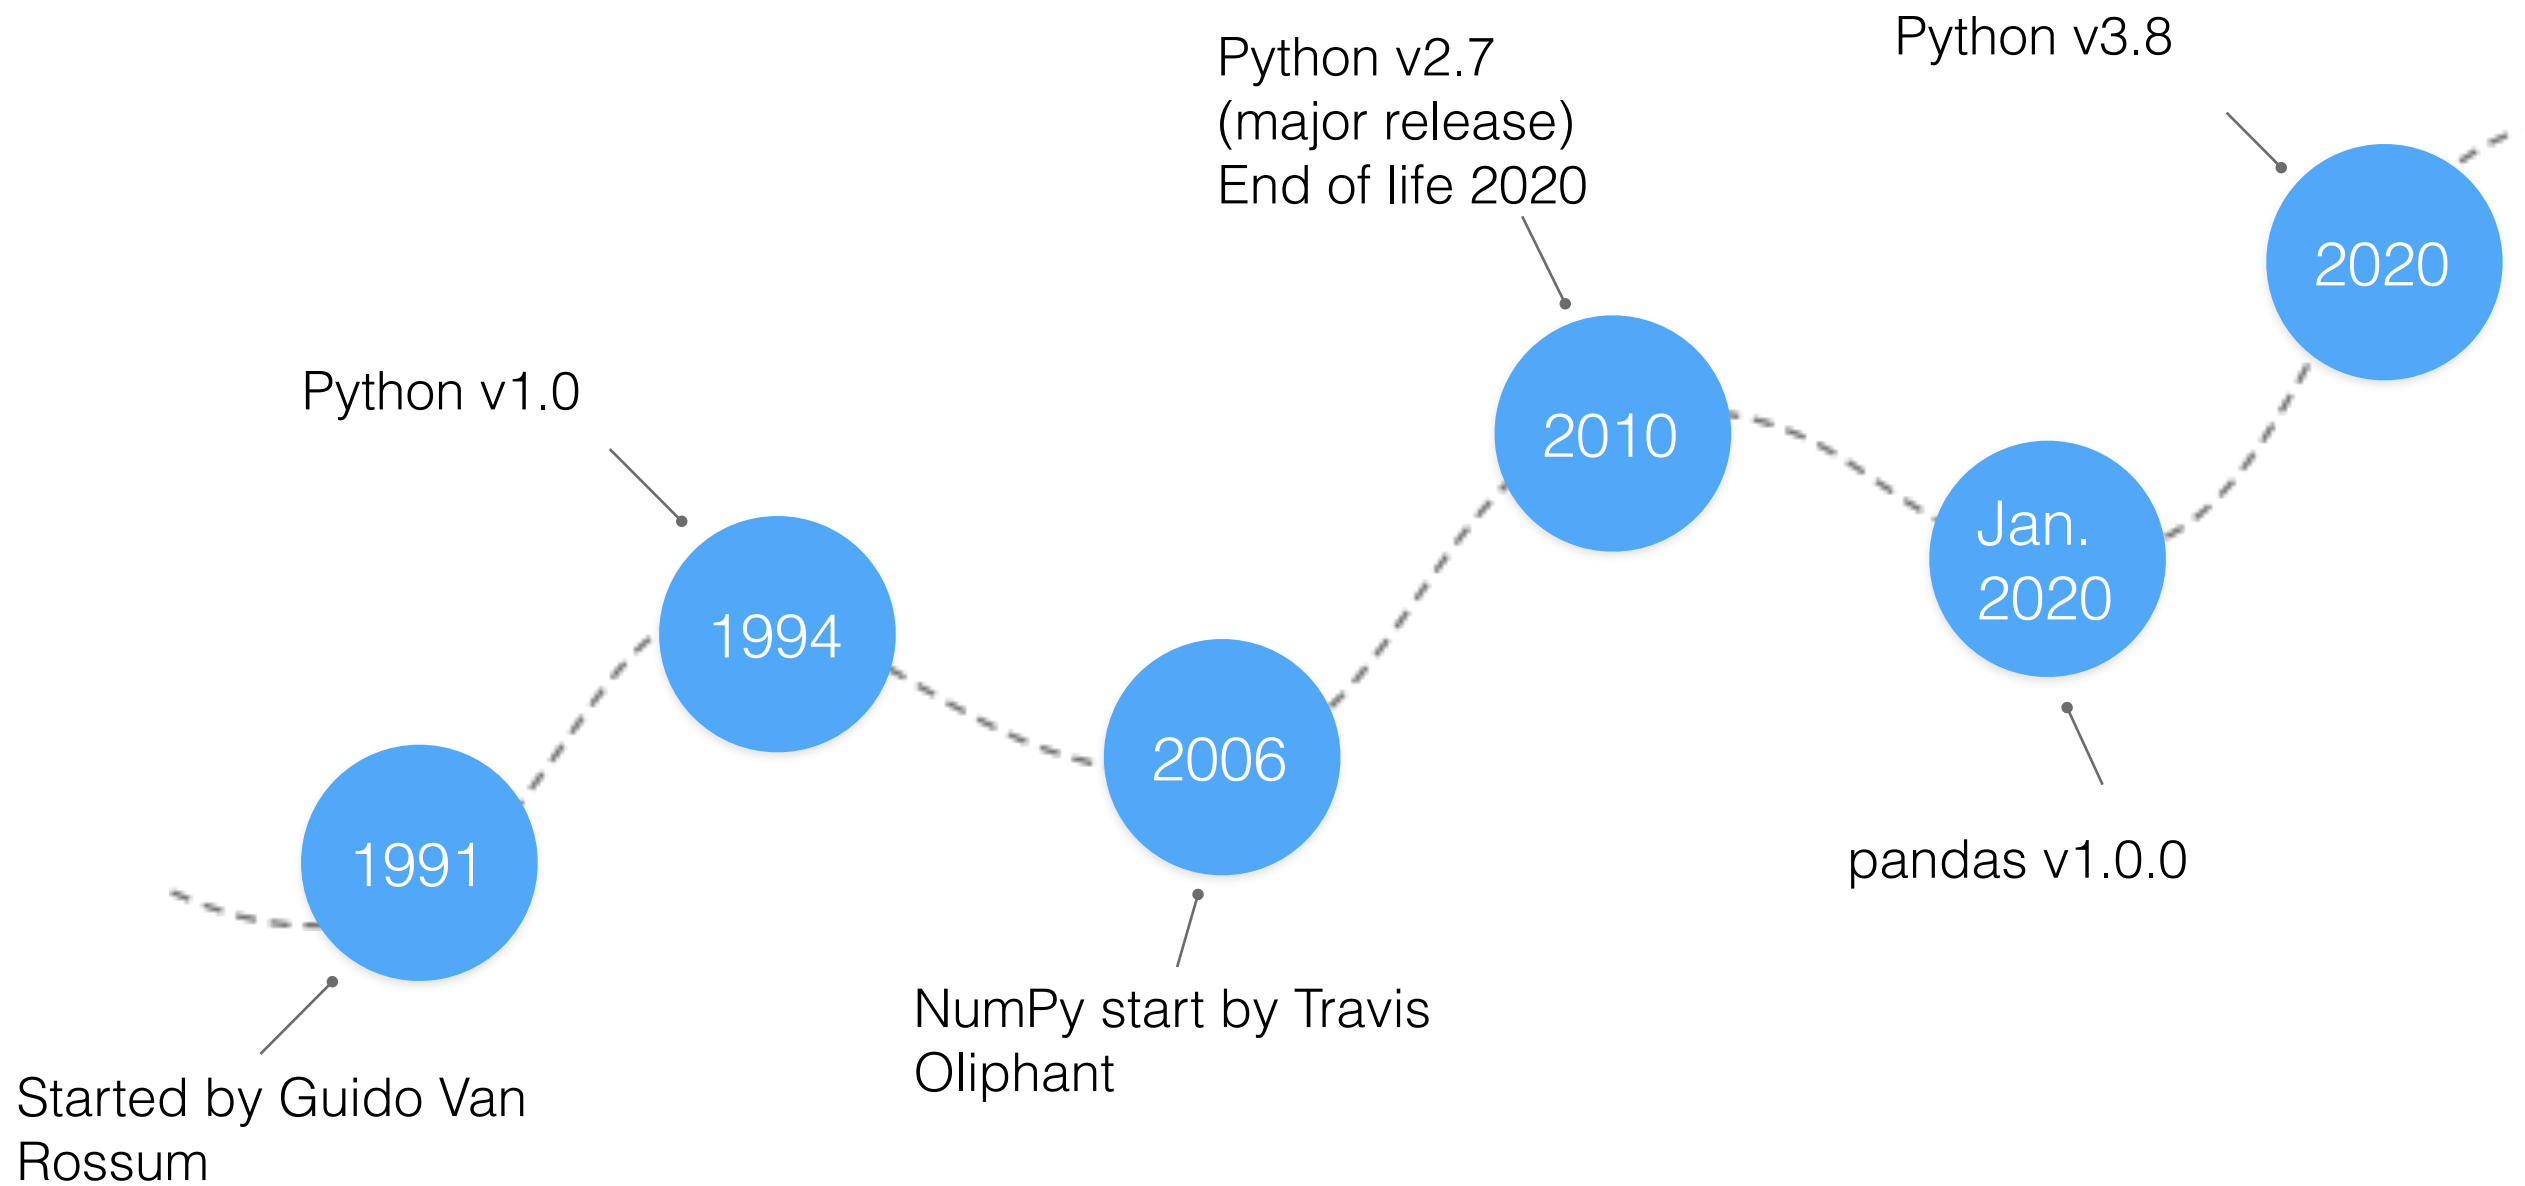 1991
Started by Guido Van
Rossum
Python v1.0
1994
2006
NumPy start by Travis
Oliphant
Python v2.7
(major release)
End of life 2020
2010
Jan.
2020
pandas v1.0.0
Python v3.8
2020